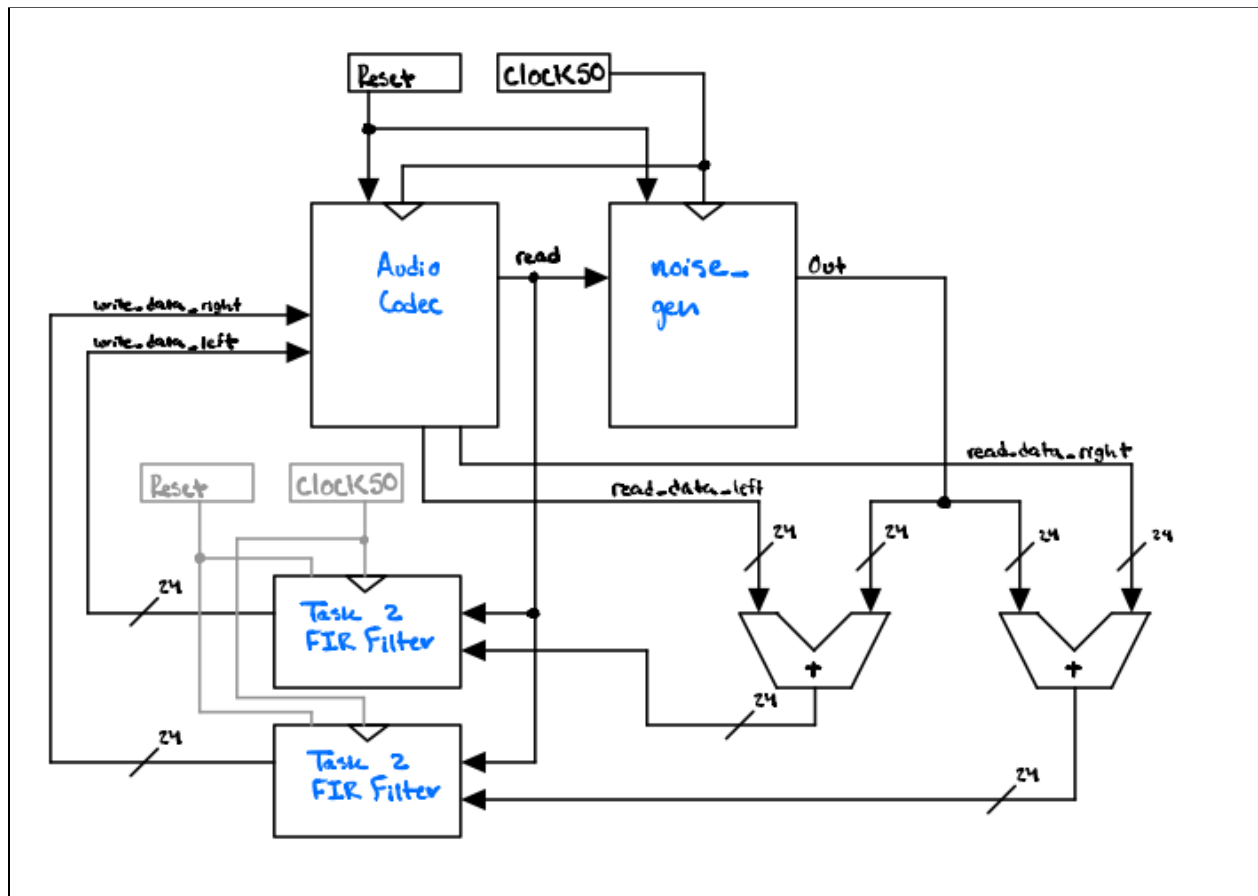 Reset
Clock50
Audio
Codec
read
noise_
gen
Out
write_data_right
write_data_left
read_data_right
Reset
Clock50
read_data_left
24
24
24
24
24
Task 2
FIR Filter
24
24
Task 2
FIR Filter
24
+
+